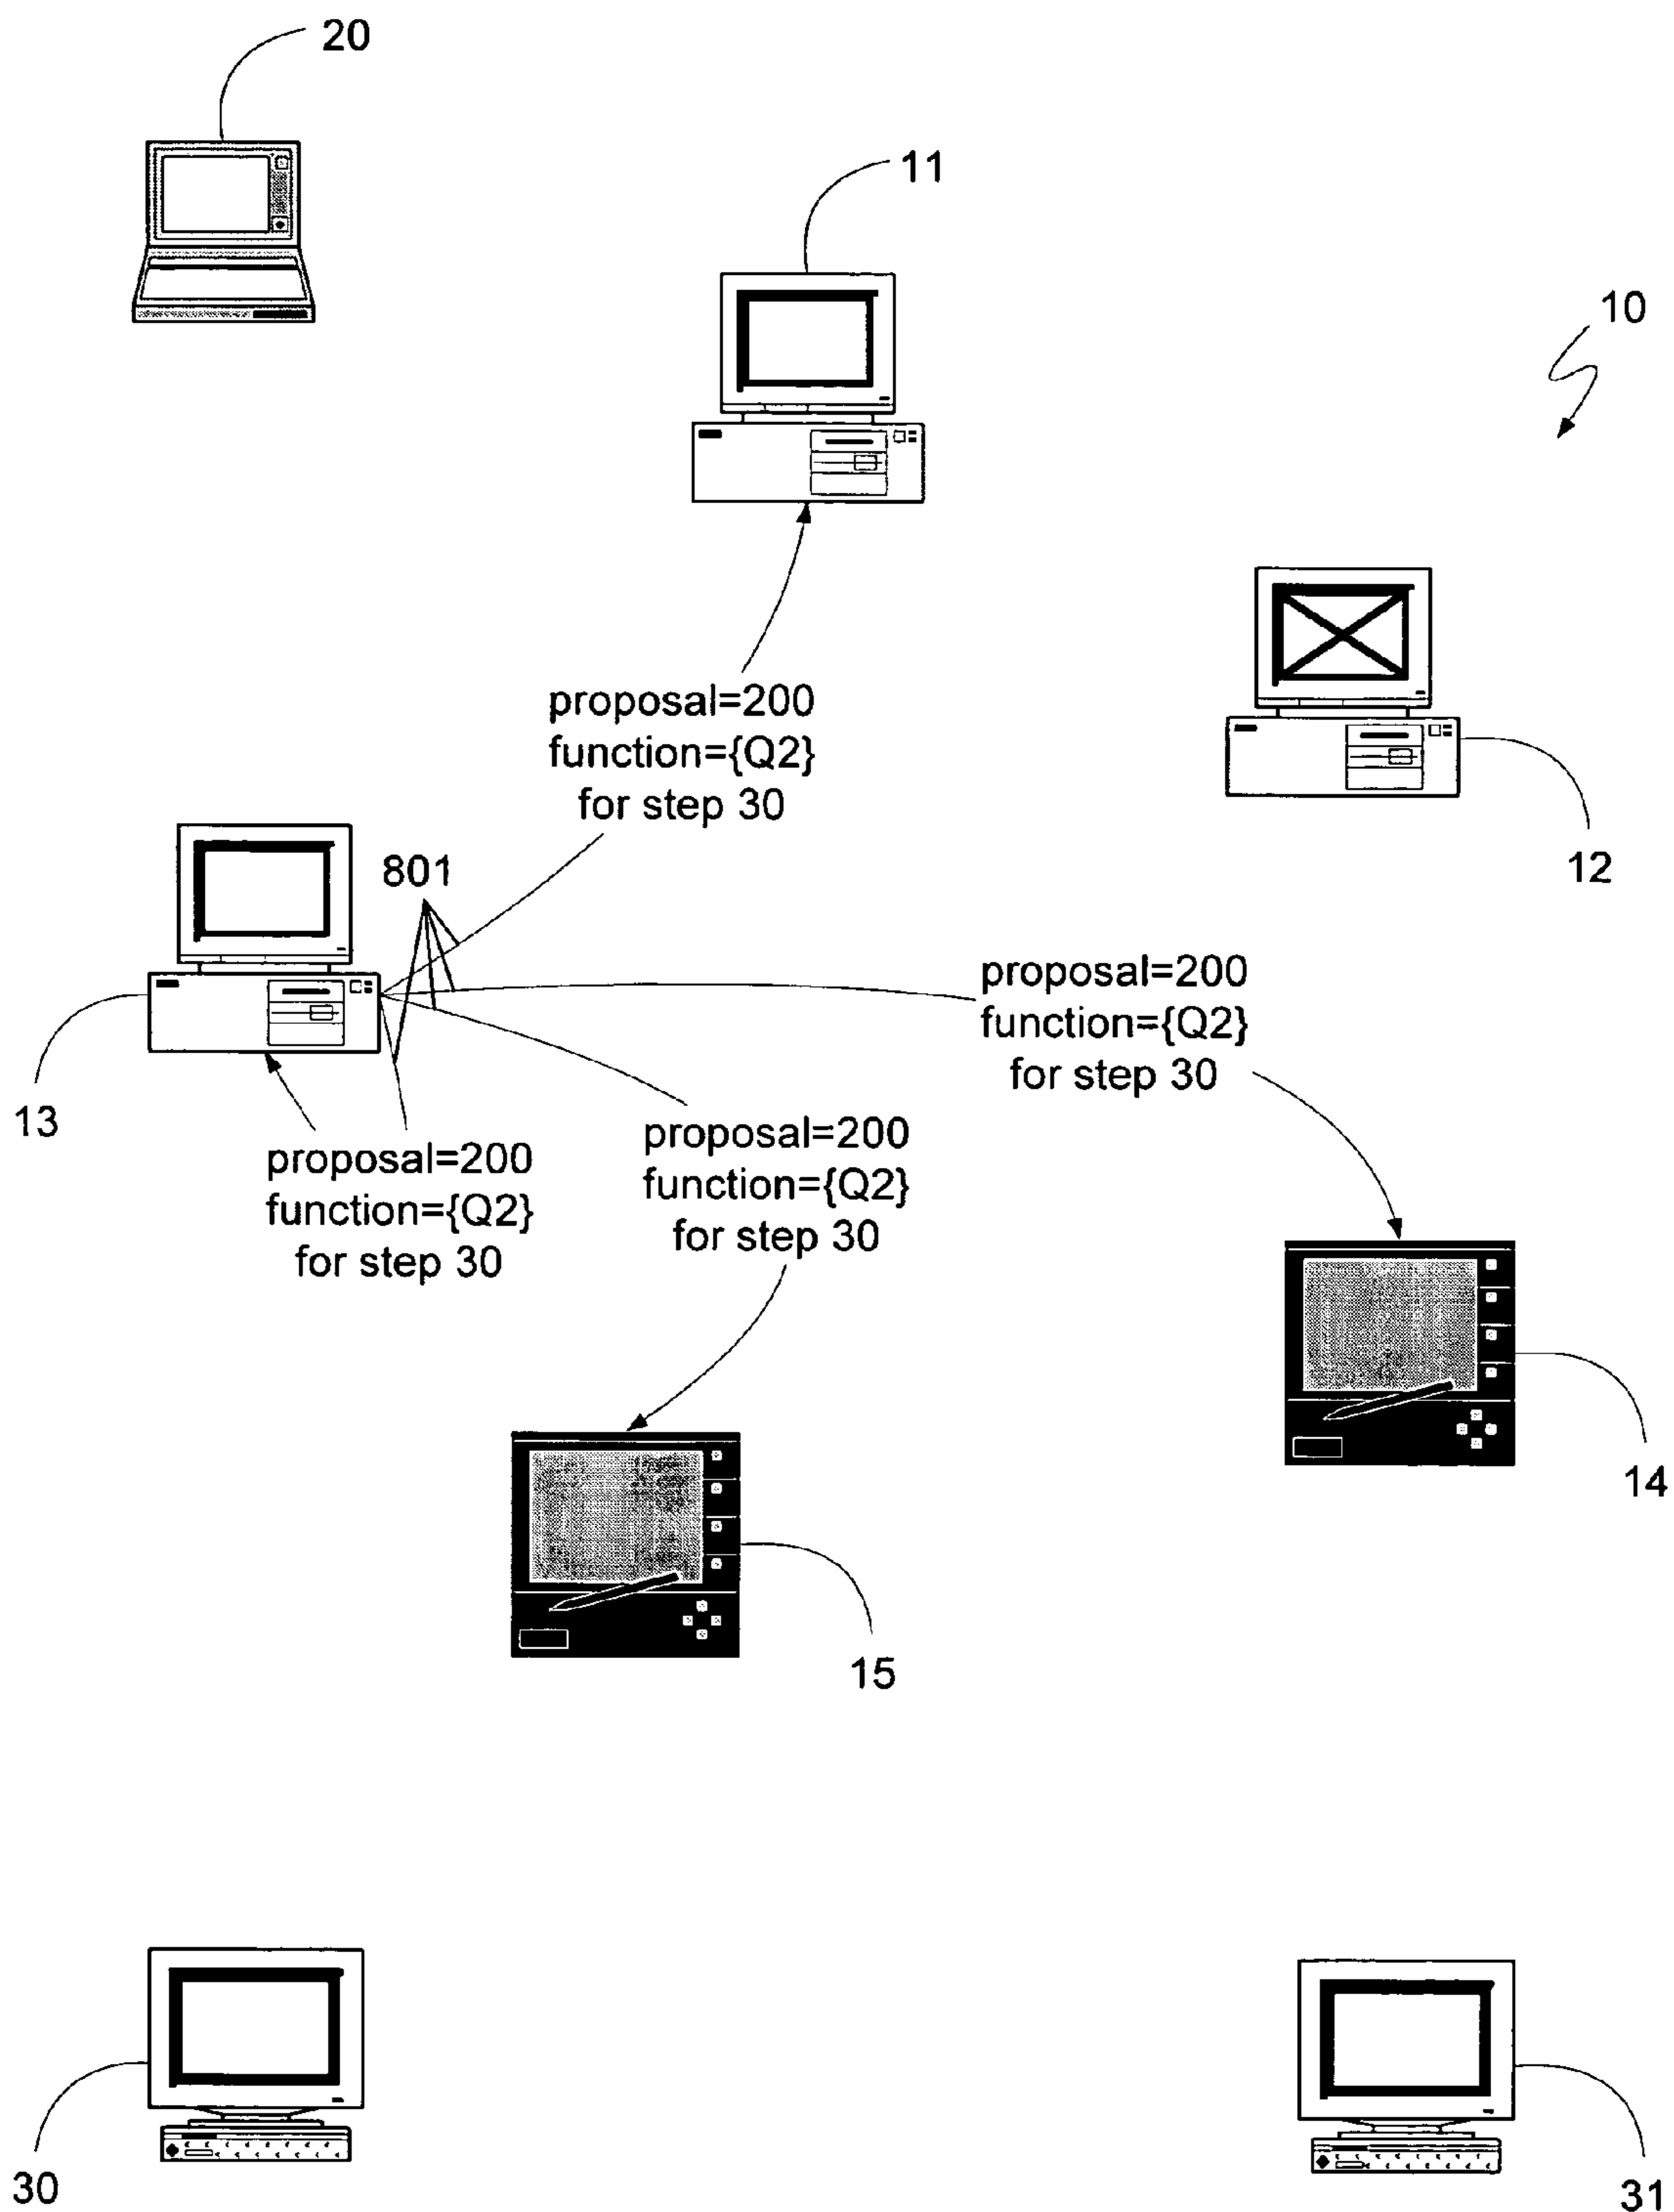 20
11
10
proposal=200
function={Q2}
for step 30
12
801
13
proposal=200
function={Q2}
for step 30
proposal=200
function={Q2}
for step 30
proposal=200
function={Q2}
for step 30
14
15
30
31